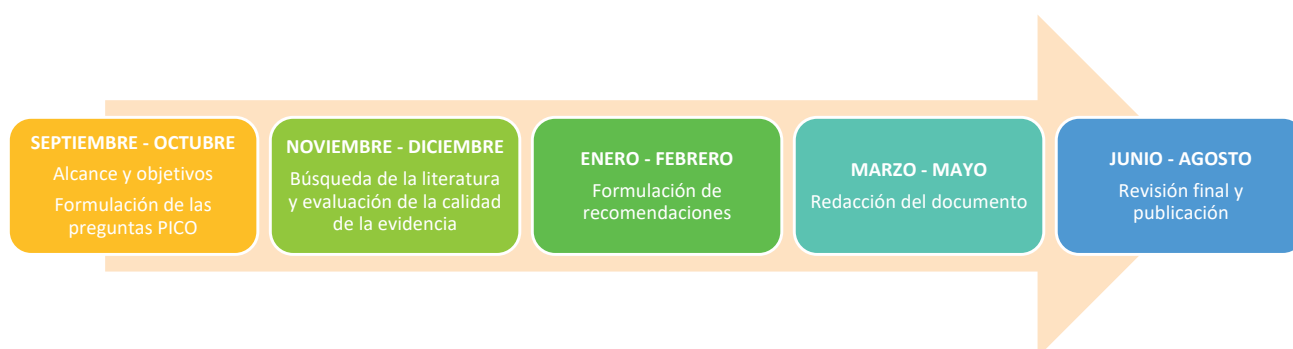 SEPTIEMBRE - OCTUBRE
Alcance y objetivos
Formulación de las
preguntas PICO
NOVIEMBRE - DICIEMBRE
Búsqueda de la literatura
y evaluación de la calidad
de la evidencia
ENERO - FEBRERO
Formulación de
recomendaciones
MARZO - MAYO
Redacción del documento
JUNIO - AGOSTO
Revisión final y
publicación